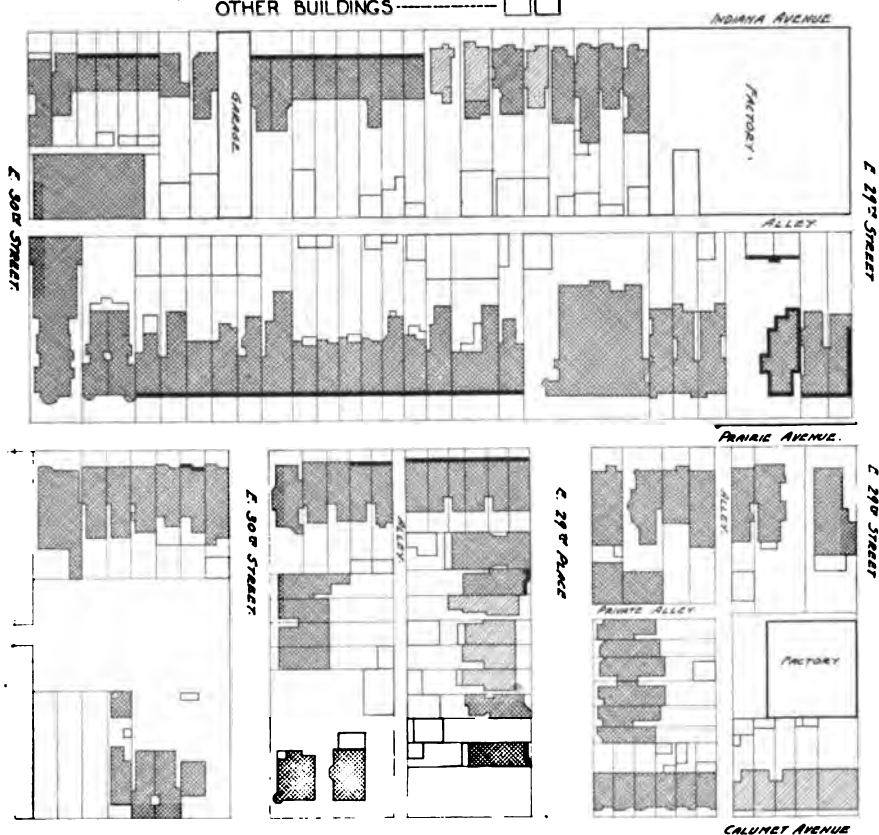 OTHER BUILDINGS
INDIANA AVENUE
GARAGE
FACTORY.
E. 30TH STREET.
E. 29TH STREET
ALLEY
PRAIRIE AVENUE.
E. 30TH STREET.
ALLEY
E. 29TH PLACE
ALLEY
E. 29TH STREET
PRIVATE ALLEY
FACTORY
CALUMET AVENUE